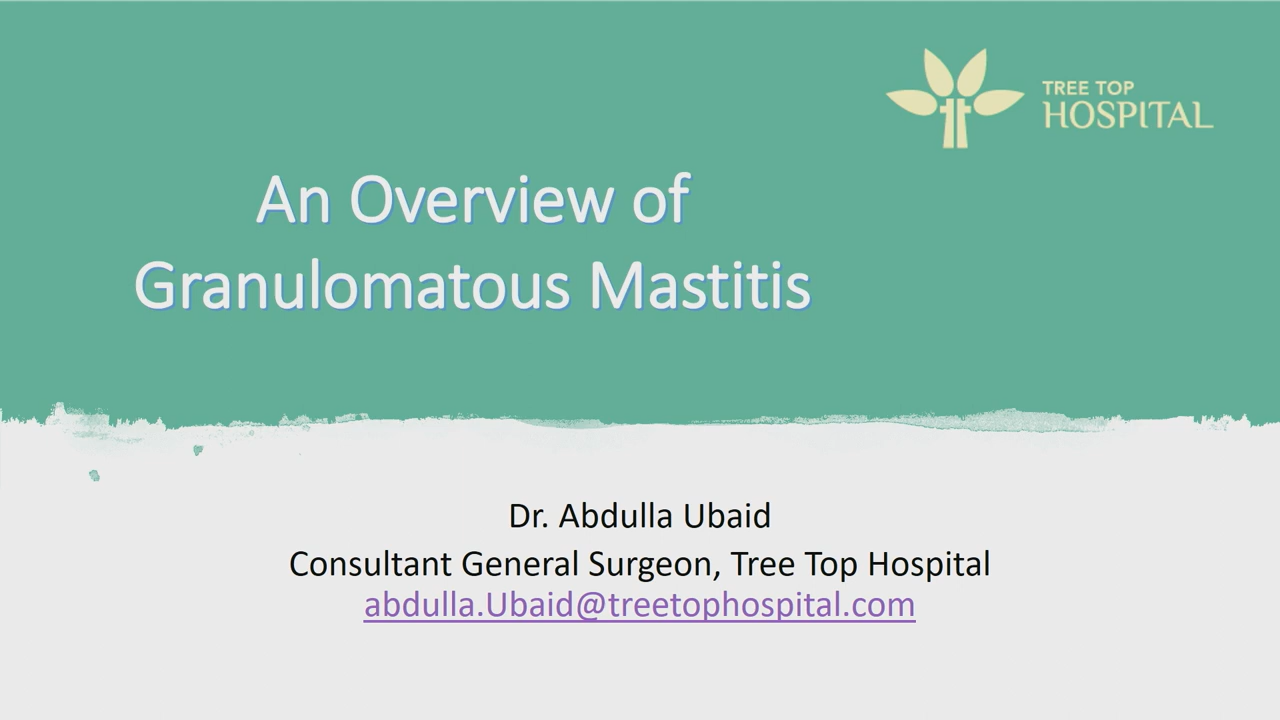 TREE TOP
HOSPITAL
An Overview of
Granulomatous Mastitis
Dr. Abdulla Ubaid
Consultant General Surgeon, Tree Top Hospital
abdulla.Ubaid@treetophospital.com